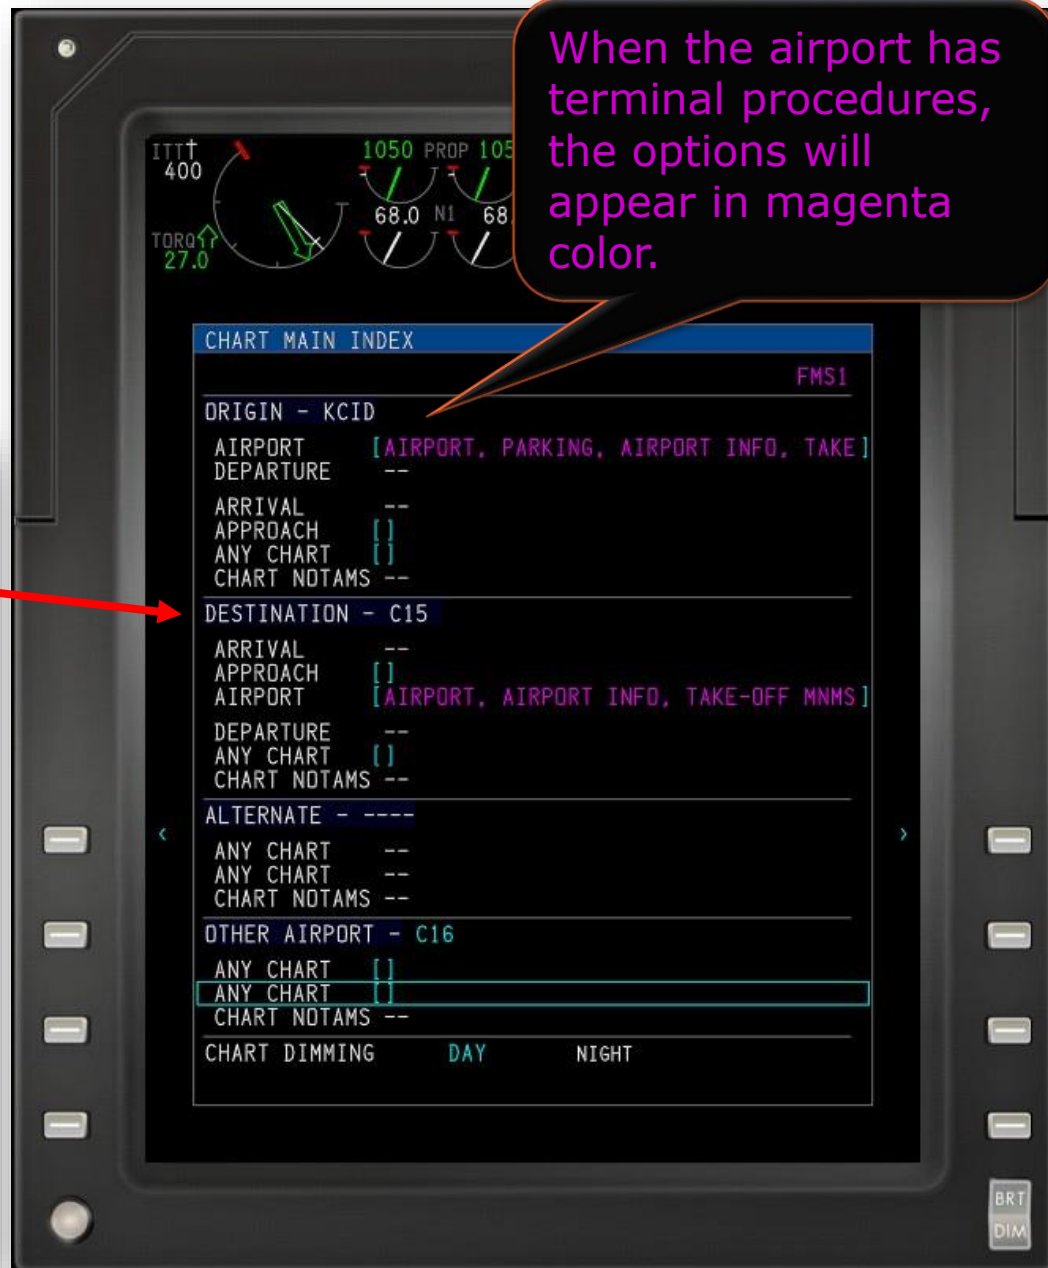 When the airport has
terminal procedures,
the options will
appear in magenta
color.
ITT↑ 1050 PROP 105
400
68.0 N1 68.
TORQ
27.0
CHART MAIN INDEX
FMS1
ORIGIN - KCID
AIRPORT [AIRPORT, PARKING, AIRPORT INFO, TAKE]
DEPARTURE --
ARRIVAL --
APPROACH []
ANY CHART []
CHART NOTAMS --
DESTINATION - C15
ARRIVAL --
APPROACH []
AIRPORT [AIRPORT, AIRPORT INFO, TAKE-OFF MNMS]
DEPARTURE --
ANY CHART []
CHART NOTAMS --
ALTERNATE - ----
< >
ANY CHART --
ANY CHART --
CHART NOTAMS --
OTHER AIRPORT - C16
ANY CHART []
ANY CHART []
CHART NOTAMS --
CHART DIMMING DAY NIGHT
BRT
DIM